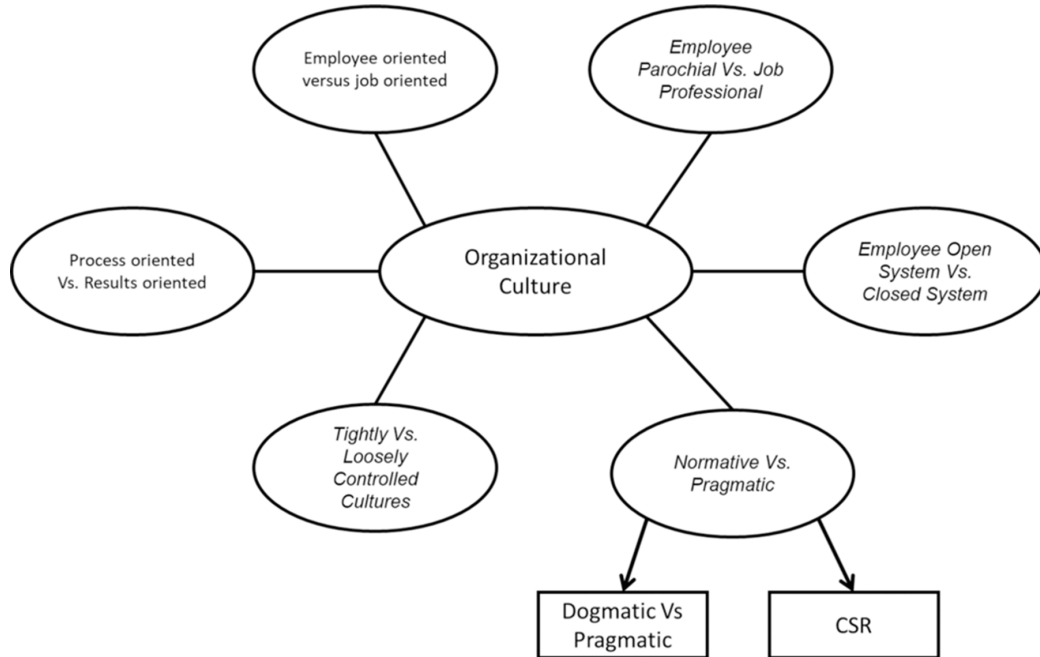 Employee oriented
versus job oriented
Employee
Parochial Vs. Job
Professional
Process oriented
Vs. Results oriented
Organizational
Culture
Employee Open
System Vs.
Closed System
Tightly Vs.
Loosely
Controlled
Cultures
Normative Vs.
Pragmatic
Dogmatic Vs
Pragmatic
CSR